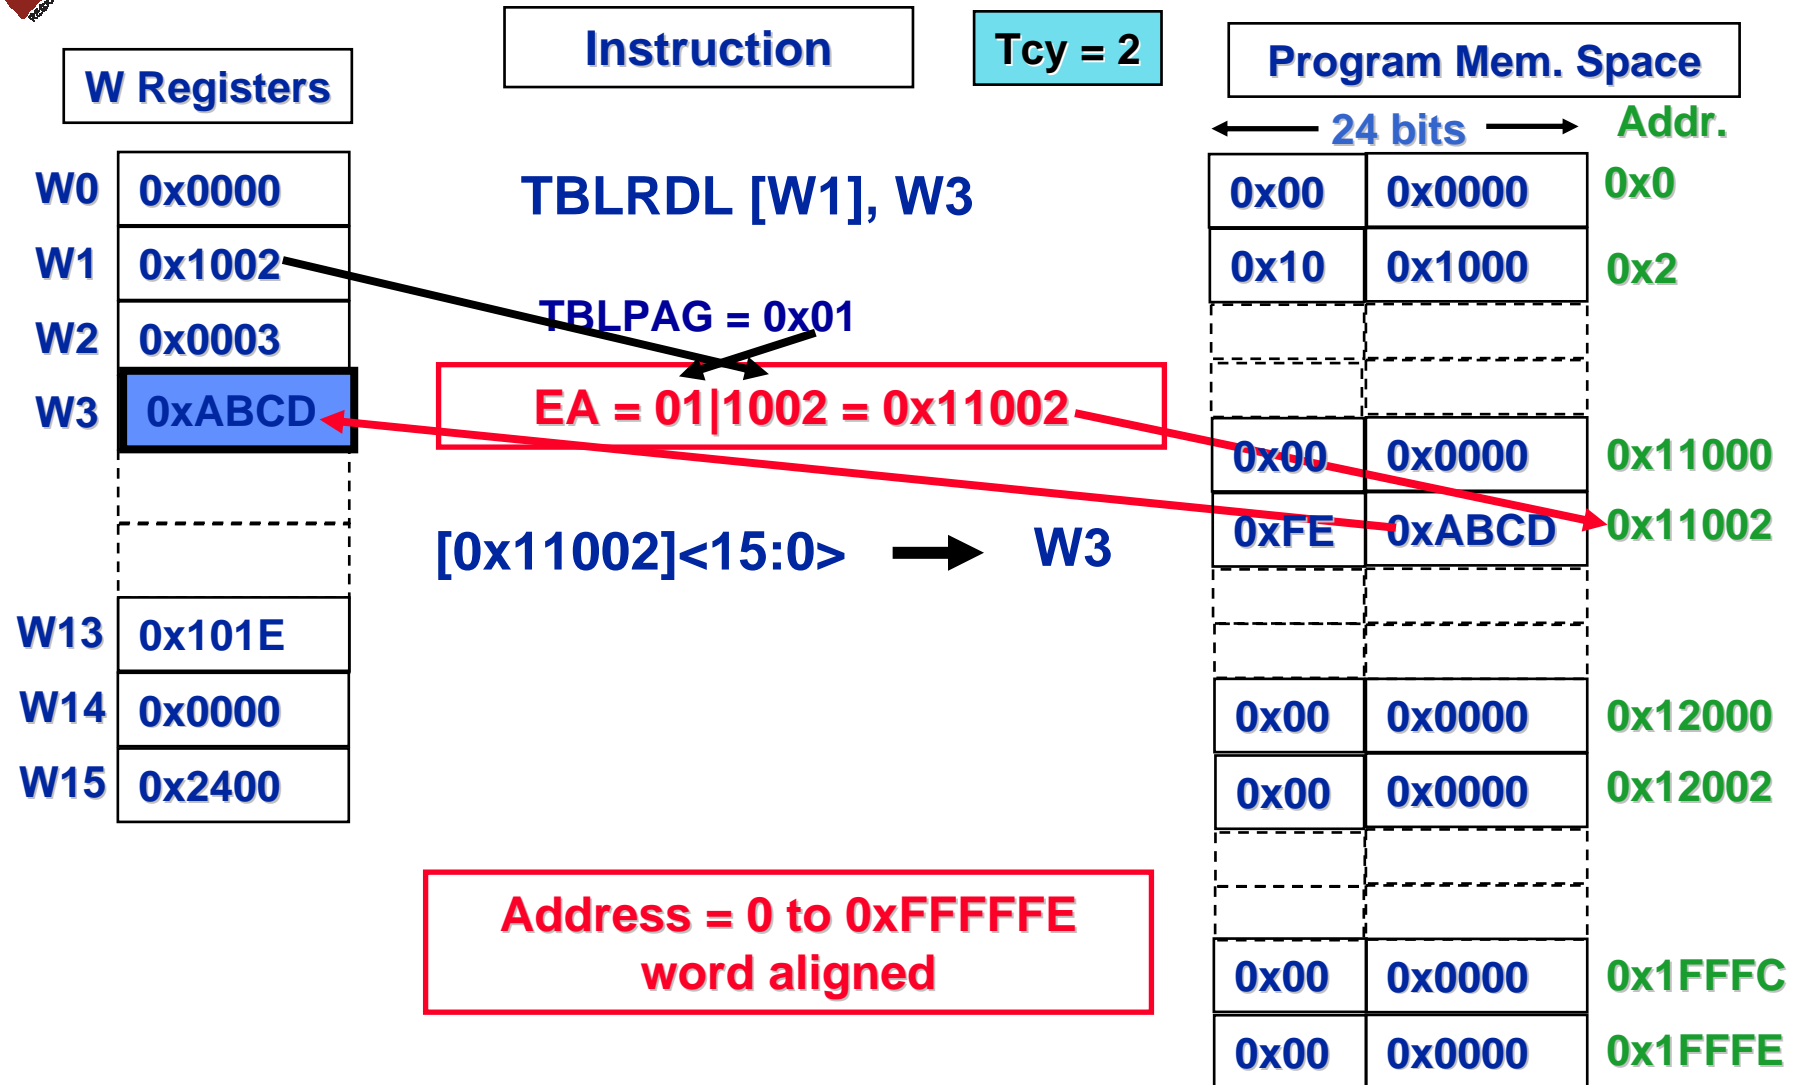 Instruction
Tcy = 2
Program Mem. Space
W Registers
24 bits
Addr.
W0 0x0000
W1 0x1002
W2 0x0003
W3 0xABCD
W13 0x101E
W14 0x0000
W15 0x2400
TBLRDL [W1], W3
TBLPAG = 0x01
EA = 01|1002 = 0x11002
[0x11002]<15:0> W3
Address = 0 to 0xFFFFFE
word aligned
0x00 0x0000 0x0
0x10 0x1000 0x2
0x00 0x0000 0x11000
0xFE 0xABCD 0x11002
0x00 0x0000 0x12000
0x00 0x0000 0x12002
0x00 0x0000 0x1FFFC
0x00 0x0000 0x1FFFE